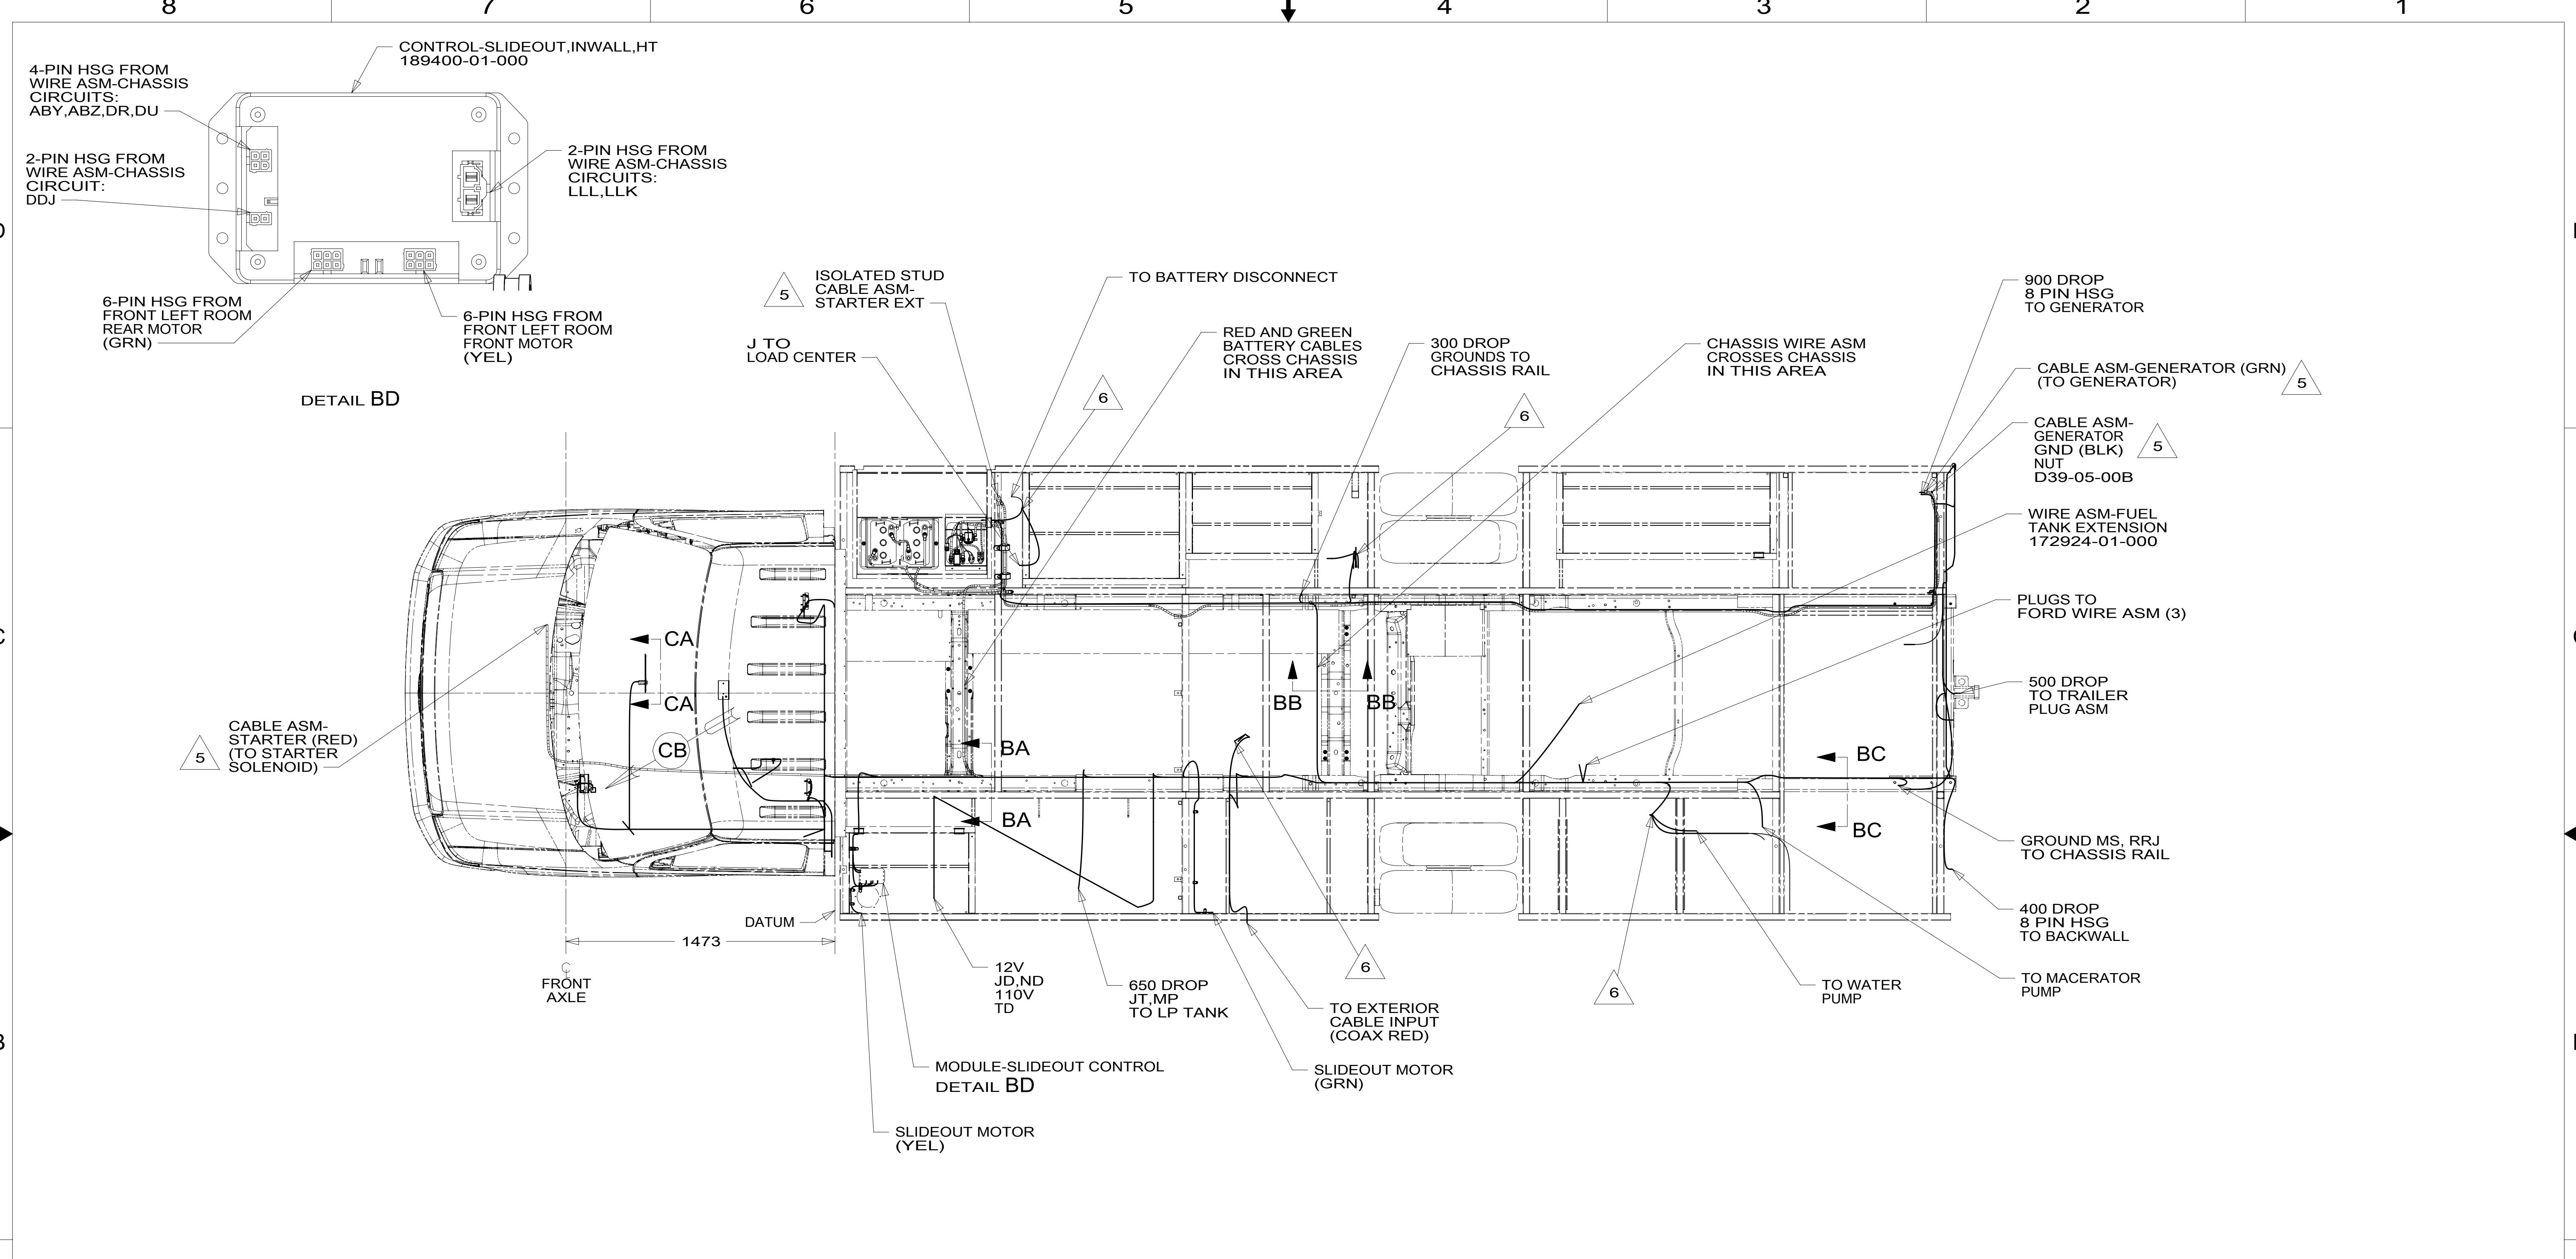 8
7
6
5
4
3
2
1
CONTROL-SLIDEOUT,INWALL,HT
189400-01-000
4-PIN HSG FROM
WIRE ASM-CHASSIS
CIRCUITS:
ABY,ABZ,DR,DU
2-PIN HSG FROM
WIRE ASM-CHASSIS
CIRCUIT:
DDJ
2-PIN HSG FROM
WIRE ASM-CHASSIS
CIRCUITS:
LLL,LLK
6-PIN HSG FROM
FRONT LEFT ROOM
REAR MOTOR
(GRN)
6-PIN HSG FROM
FRONT LEFT ROOM
FRONT MOTOR
(YEL)
DETAIL BD
5
ISOLATED STUD
CABLE ASM-
STARTER EXT
J TO
LOAD CENTER
TO BATTERY DISCONNECT
RED AND GREEN
BATTERY CABLES
CROSS CHASSIS
IN THIS AREA
6
300 DROP
GROUNDS TO
CHASSIS RAIL
6
CHASSIS WIRE ASM
CROSSES CHASSIS
IN THIS AREA
900 DROP
8 PIN HSG
TO GENERATOR
CABLE ASM-GENERATOR (GRN)
(TO GENERATOR)
5
CABLE ASM-
GENERATOR
GND (BLK)
NUT
D39-05-00B
5
WIRE ASM-FUEL
TANK EXTENSION
172924-01-000
PLUGS TO
FORD WIRE ASM (3)
500 DROP
TO TRAILER
PLUG ASM
CA
CA
CB
BA
BA
BB
BB
BC
BC
5
CABLE ASM-
STARTER (RED)
(TO STARTER
SOLENOID)
GROUND MS, RRJ
TO CHASSIS RAIL
400 DROP
8 PIN HSG
TO BACKWALL
TO MACERATOR
PUMP
TO WATER
PUMP
6
6
DATUM
1473
FRONT
AXLE
12V
JD,ND
110V
TD
650 DROP
JT,MP
TO LP TANK
TO EXTERIOR
CABLE INPUT
(COAX RED)
SLIDEOUT MOTOR
(GRN)
MODULE-SLIDEOUT CONTROL
DETAIL BD
SLIDEOUT MOTOR
(YEL)